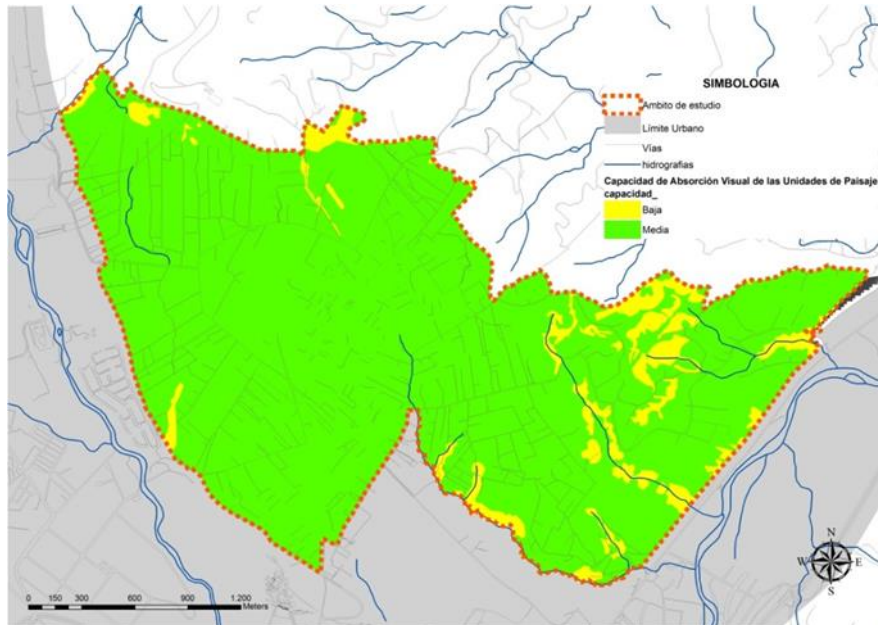 SIMBOLOGIA
Ambito de estudio
Límite Urbano
Vías
hidrografias
Capacidad de Absorción Visual de las Unidades de Paisaje
capacidad_
Baja
Media
N
W E
S
0 150 300 600 900 1.200
Meters